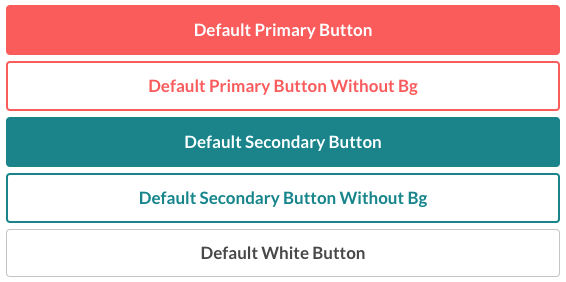 Default Primary Button
Default Primary Button Without Bg
Default Secondary Button
Default Secondary Button Without Bg
Default White Button